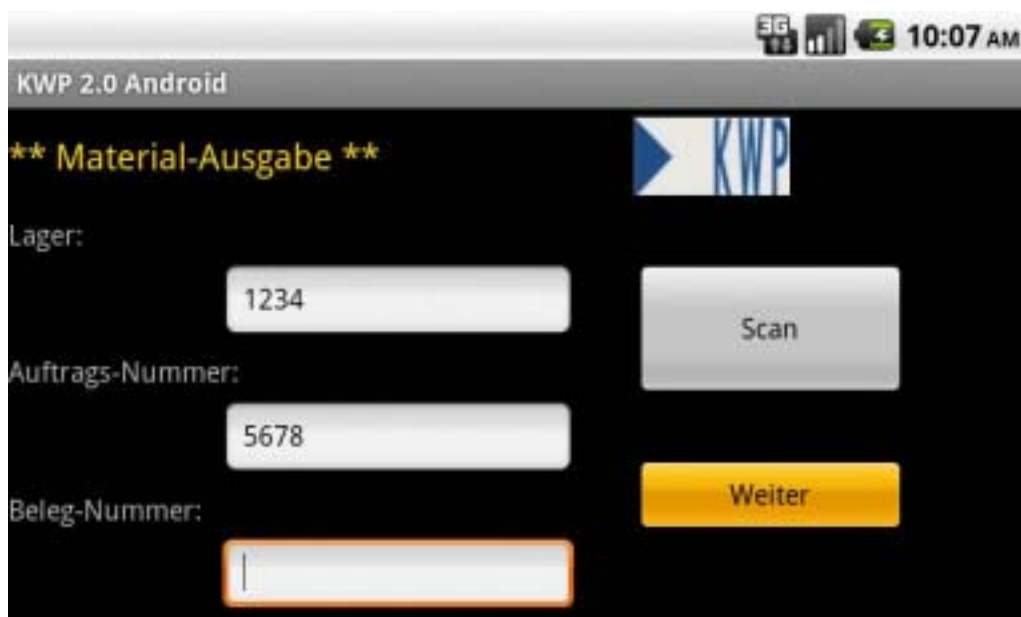 3G 10:07 AM
KWP 2.0 Android
** Material-Ausgabe **
KWP
Lager:
1234
Scan
Auftrags-Nummer:
5678
Weiter
Beleg-Nummer: